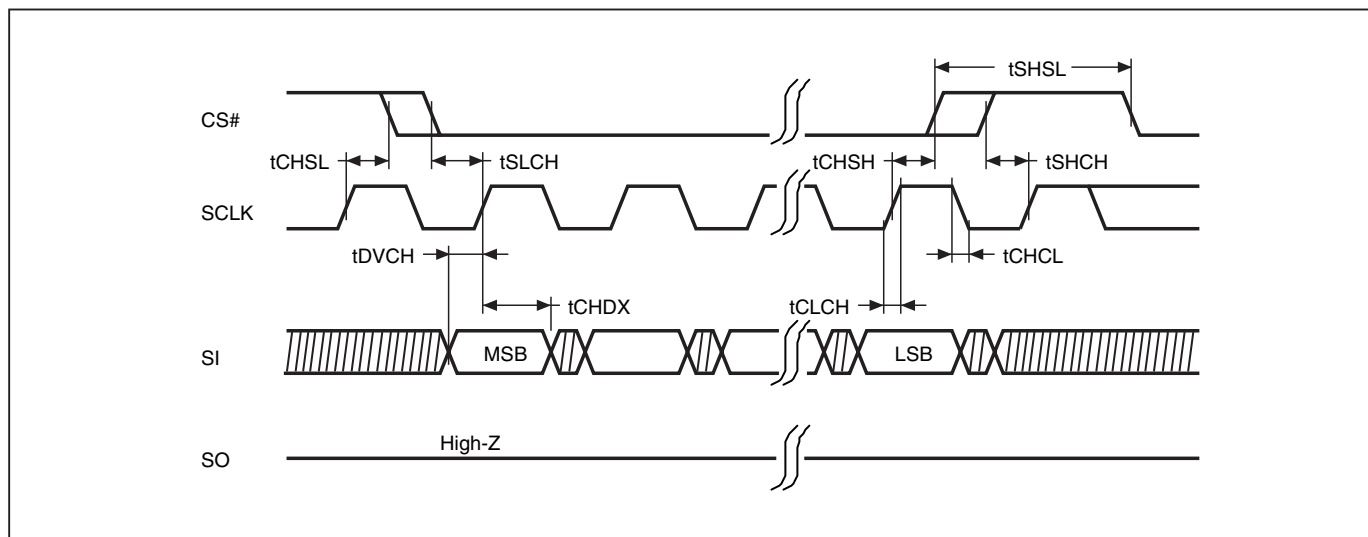 tSHSL
CS#
tCHSL
tSLCH
tCHSH
tSHCH
SCLK
tDVCH
tCHCL
tCHDX
tCLCH
SI
MSB
LSB
High-Z
SO